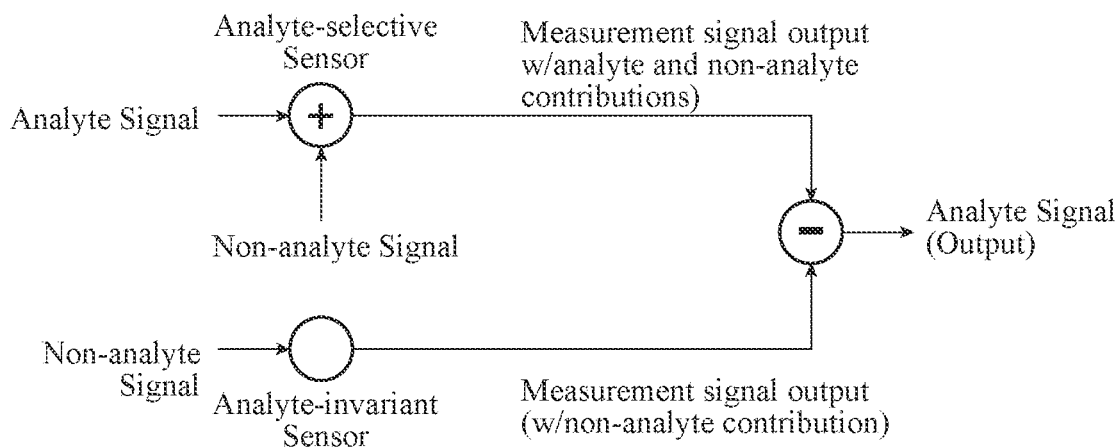 Analyte-selective
Sensor
Measurement signal output
w/analyte and non-analyte
contributions)
Analyte Signal
+
Non-analyte Signal
Analyte Signal
(Output)
Non-analyte
Signal
Analyte-invariant
Sensor
Measurement signal output
(w/non-analyte contribution)